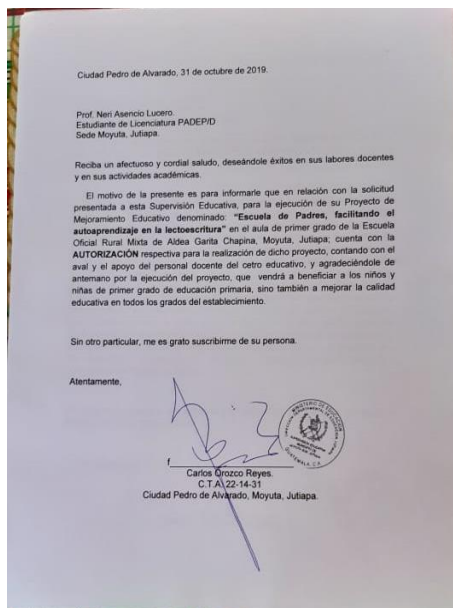 Ciudad Pedro de Alvarado, 31 de octubre de 2019.
Prof. Neri Asencio Lucero.
Estudiante de Licenciatura PADEP/D
Sede Moyuta, Jutiapa.
Reciba un afectuoso y cordial saludo, deseándole éxitos en sus labores docentes
y en sus actividades académicas.
El motivo de la presente es para informarle que en relación con la solicitud
presentada a esta Supervisión Educativa, para la ejecución de su Proyecto de
Mejoramiento Educativo denominado: “Escuela de Padres, facilitando el
autoaprendizaje en la lectoescritura” en el aula de primer grado de la Escuela
Oficial Rural Mixta de Aldea Garita Chapina, Moyuta, Jutiapa; cuenta con la
AUTORIZACIÓN respectiva para la realización de dicho proyecto, contando con el
aval y el apoyo del personal docente del cetro educativo, y agradeciéndole de
antemano por la ejecución del proyecto, que vendrá a beneficiar a los niños y
niñas de primer grado de educación primaria, sino también a mejorar la calidad
educativa en todos los grados del establecimiento.
Sin otro particular, me es grato suscribirme de su persona.
Atentamente,
MINISTERIO DE EDUCACION
GUATEMALA, C.A.
f.
Carlos Orozco Reyes.
C.T.A. 22-14-31
Ciudad Pedro de Alvarado, Moyuta, Jutiapa.